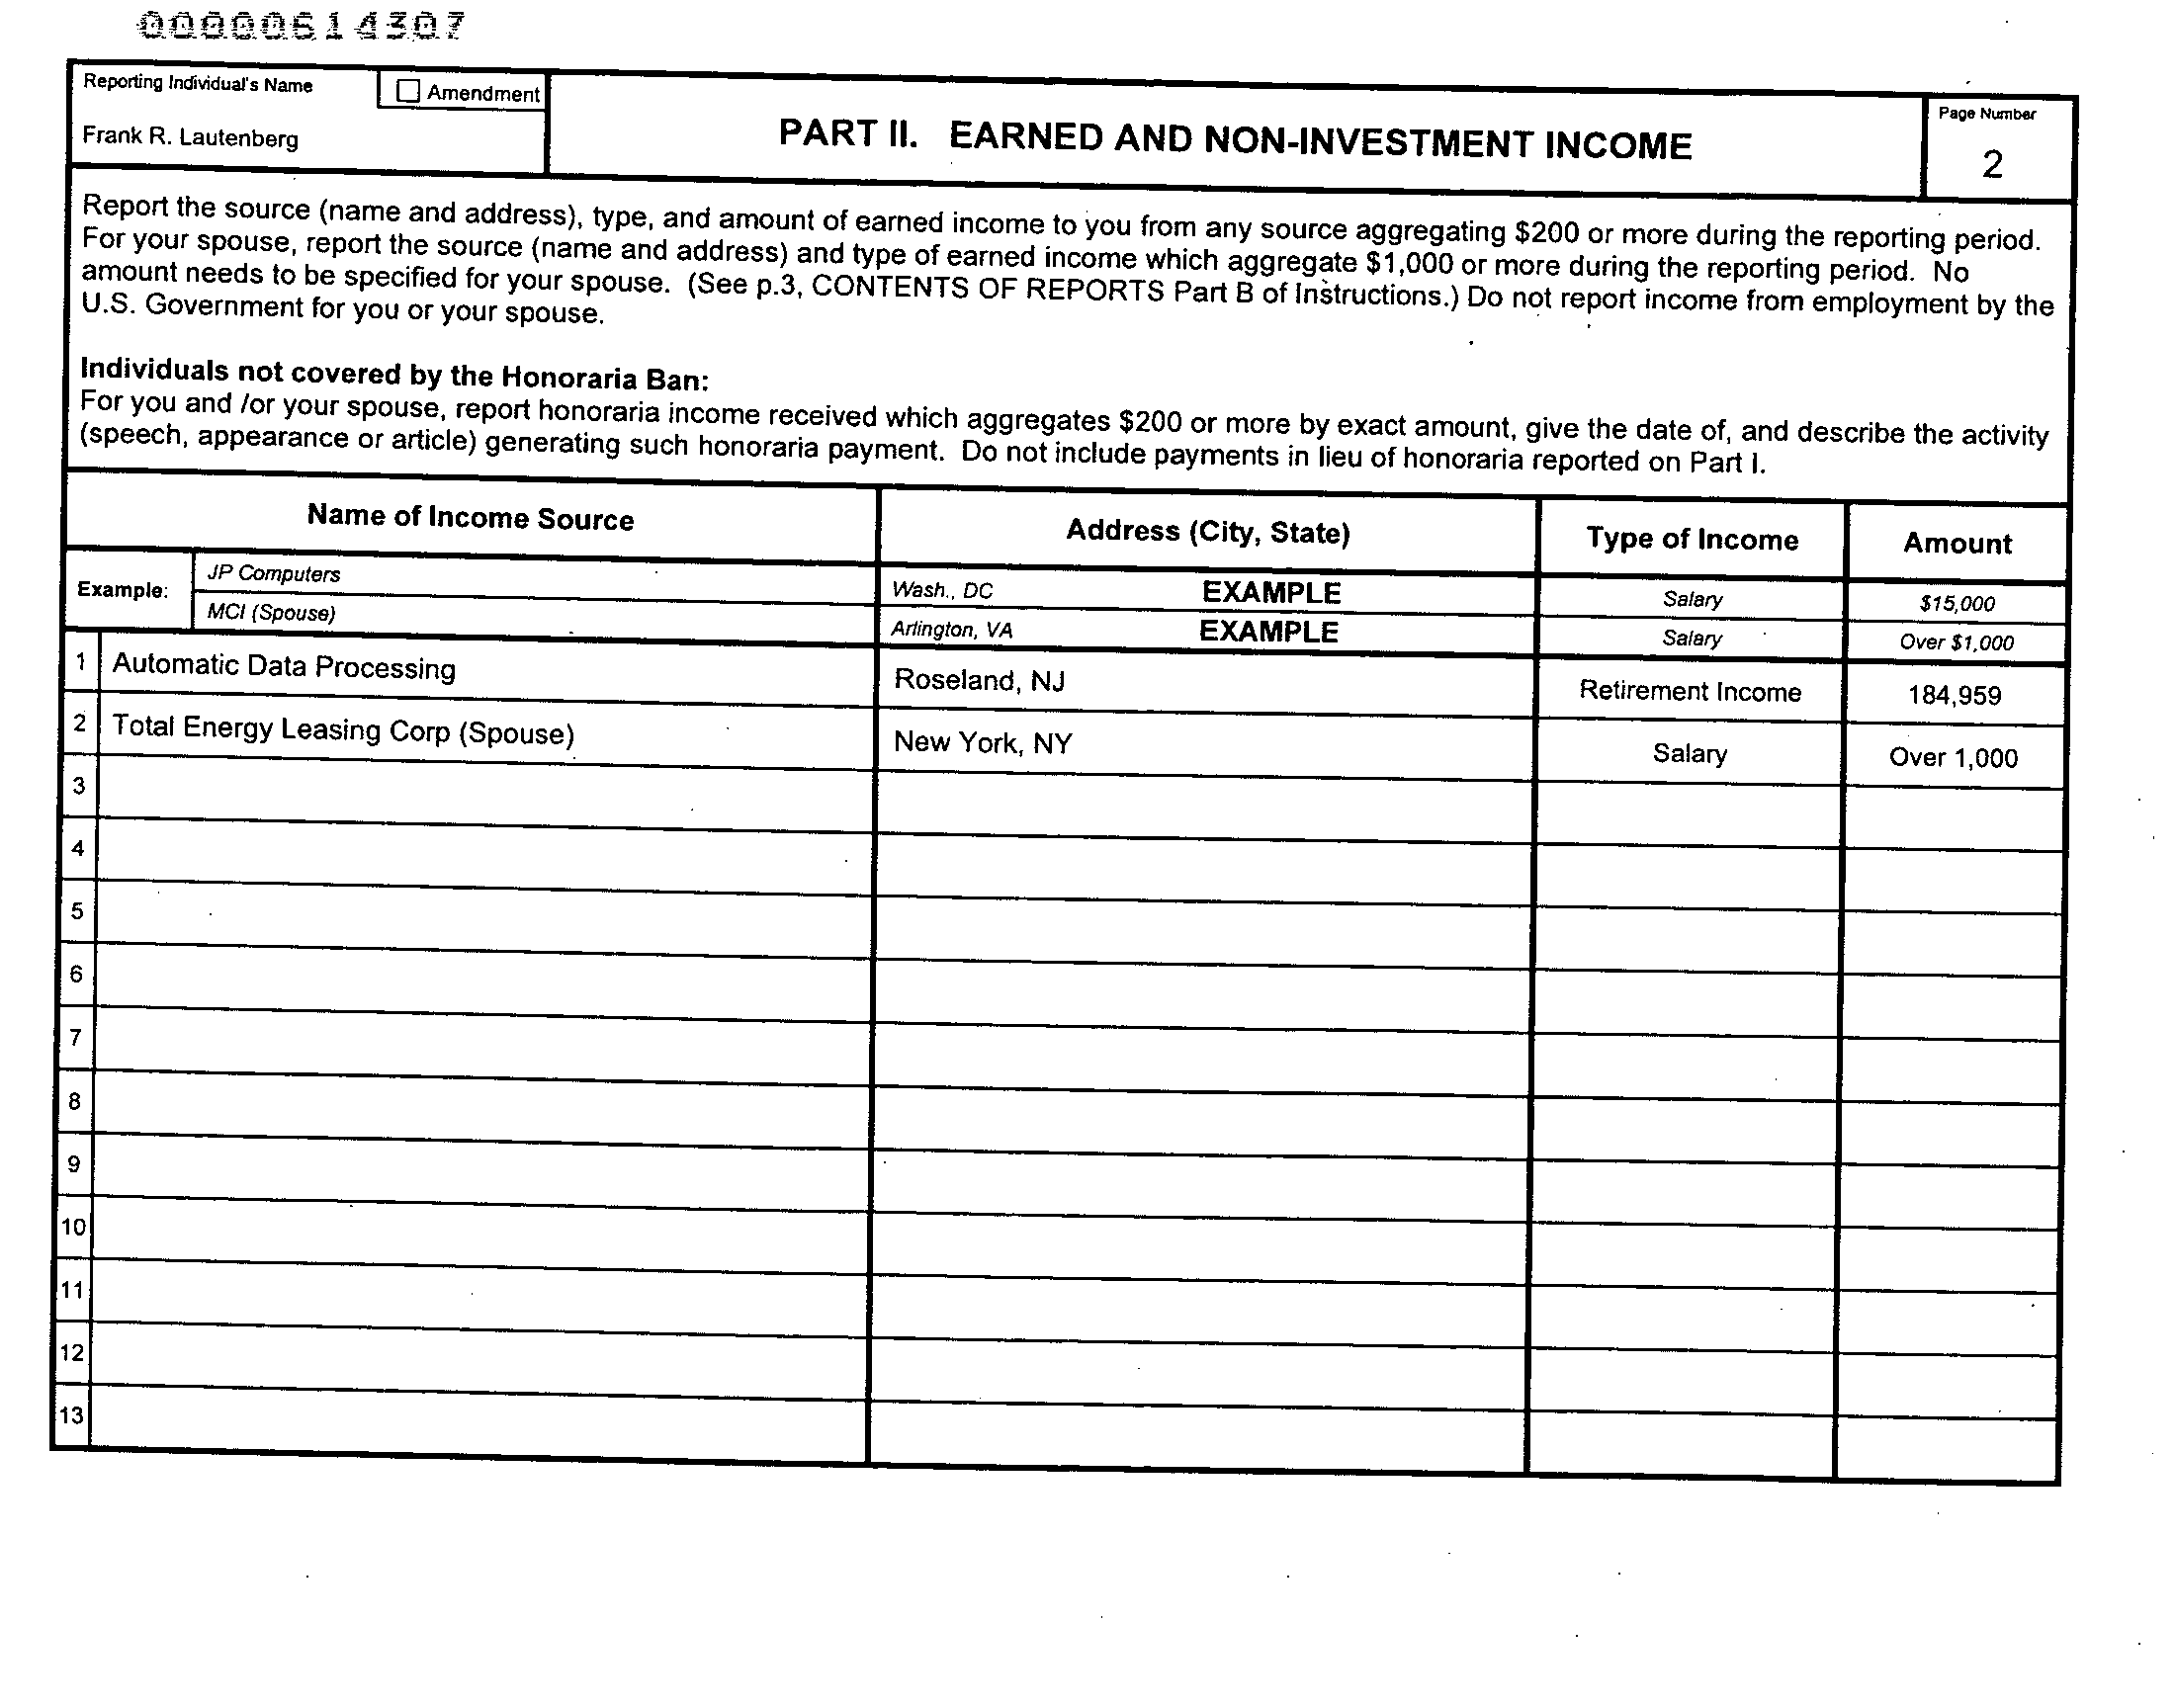 00000614307
Reporting Individual's Name
☐ Amendment
Frank R. Lautenberg
PART II. EARNED AND NON-INVESTMENT INCOME
Page Number
2
Report the source (name and address), type, and amount of earned income to you from any source aggregating $200 or more during the reporting period.
For your spouse, report the source (name and address) and type of earned income which aggregate $1,000 or more during the reporting period. No
amount needs to be specified for your spouse. (See p.3, CONTENTS OF REPORTS Part B of Instructions.) Do not report income from employment by the
U.S. Government for you or your spouse.
Individuals not covered by the Honoraria Ban:
For you and /or your spouse, report honoraria income received which aggregates $200 or more by exact amount, give the date of, and describe the activity
(speech, appearance or article) generating such honoraria payment. Do not include payments in lieu of honoraria reported on Part I.
Name of Income Source Address (City, State) Type of Income Amount
Example:
JP Computers Wash., DC EXAMPLE Salary $15,000
MCI (Spouse) Arlington, VA EXAMPLE Salary Over $1,000
1 Automatic Data Processing Roseland, NJ Retirement Income 184,959
2 Total Energy Leasing Corp (Spouse) New York, NY Salary Over 1,000
3
4
5
6
7
8
9
10
11
12
13